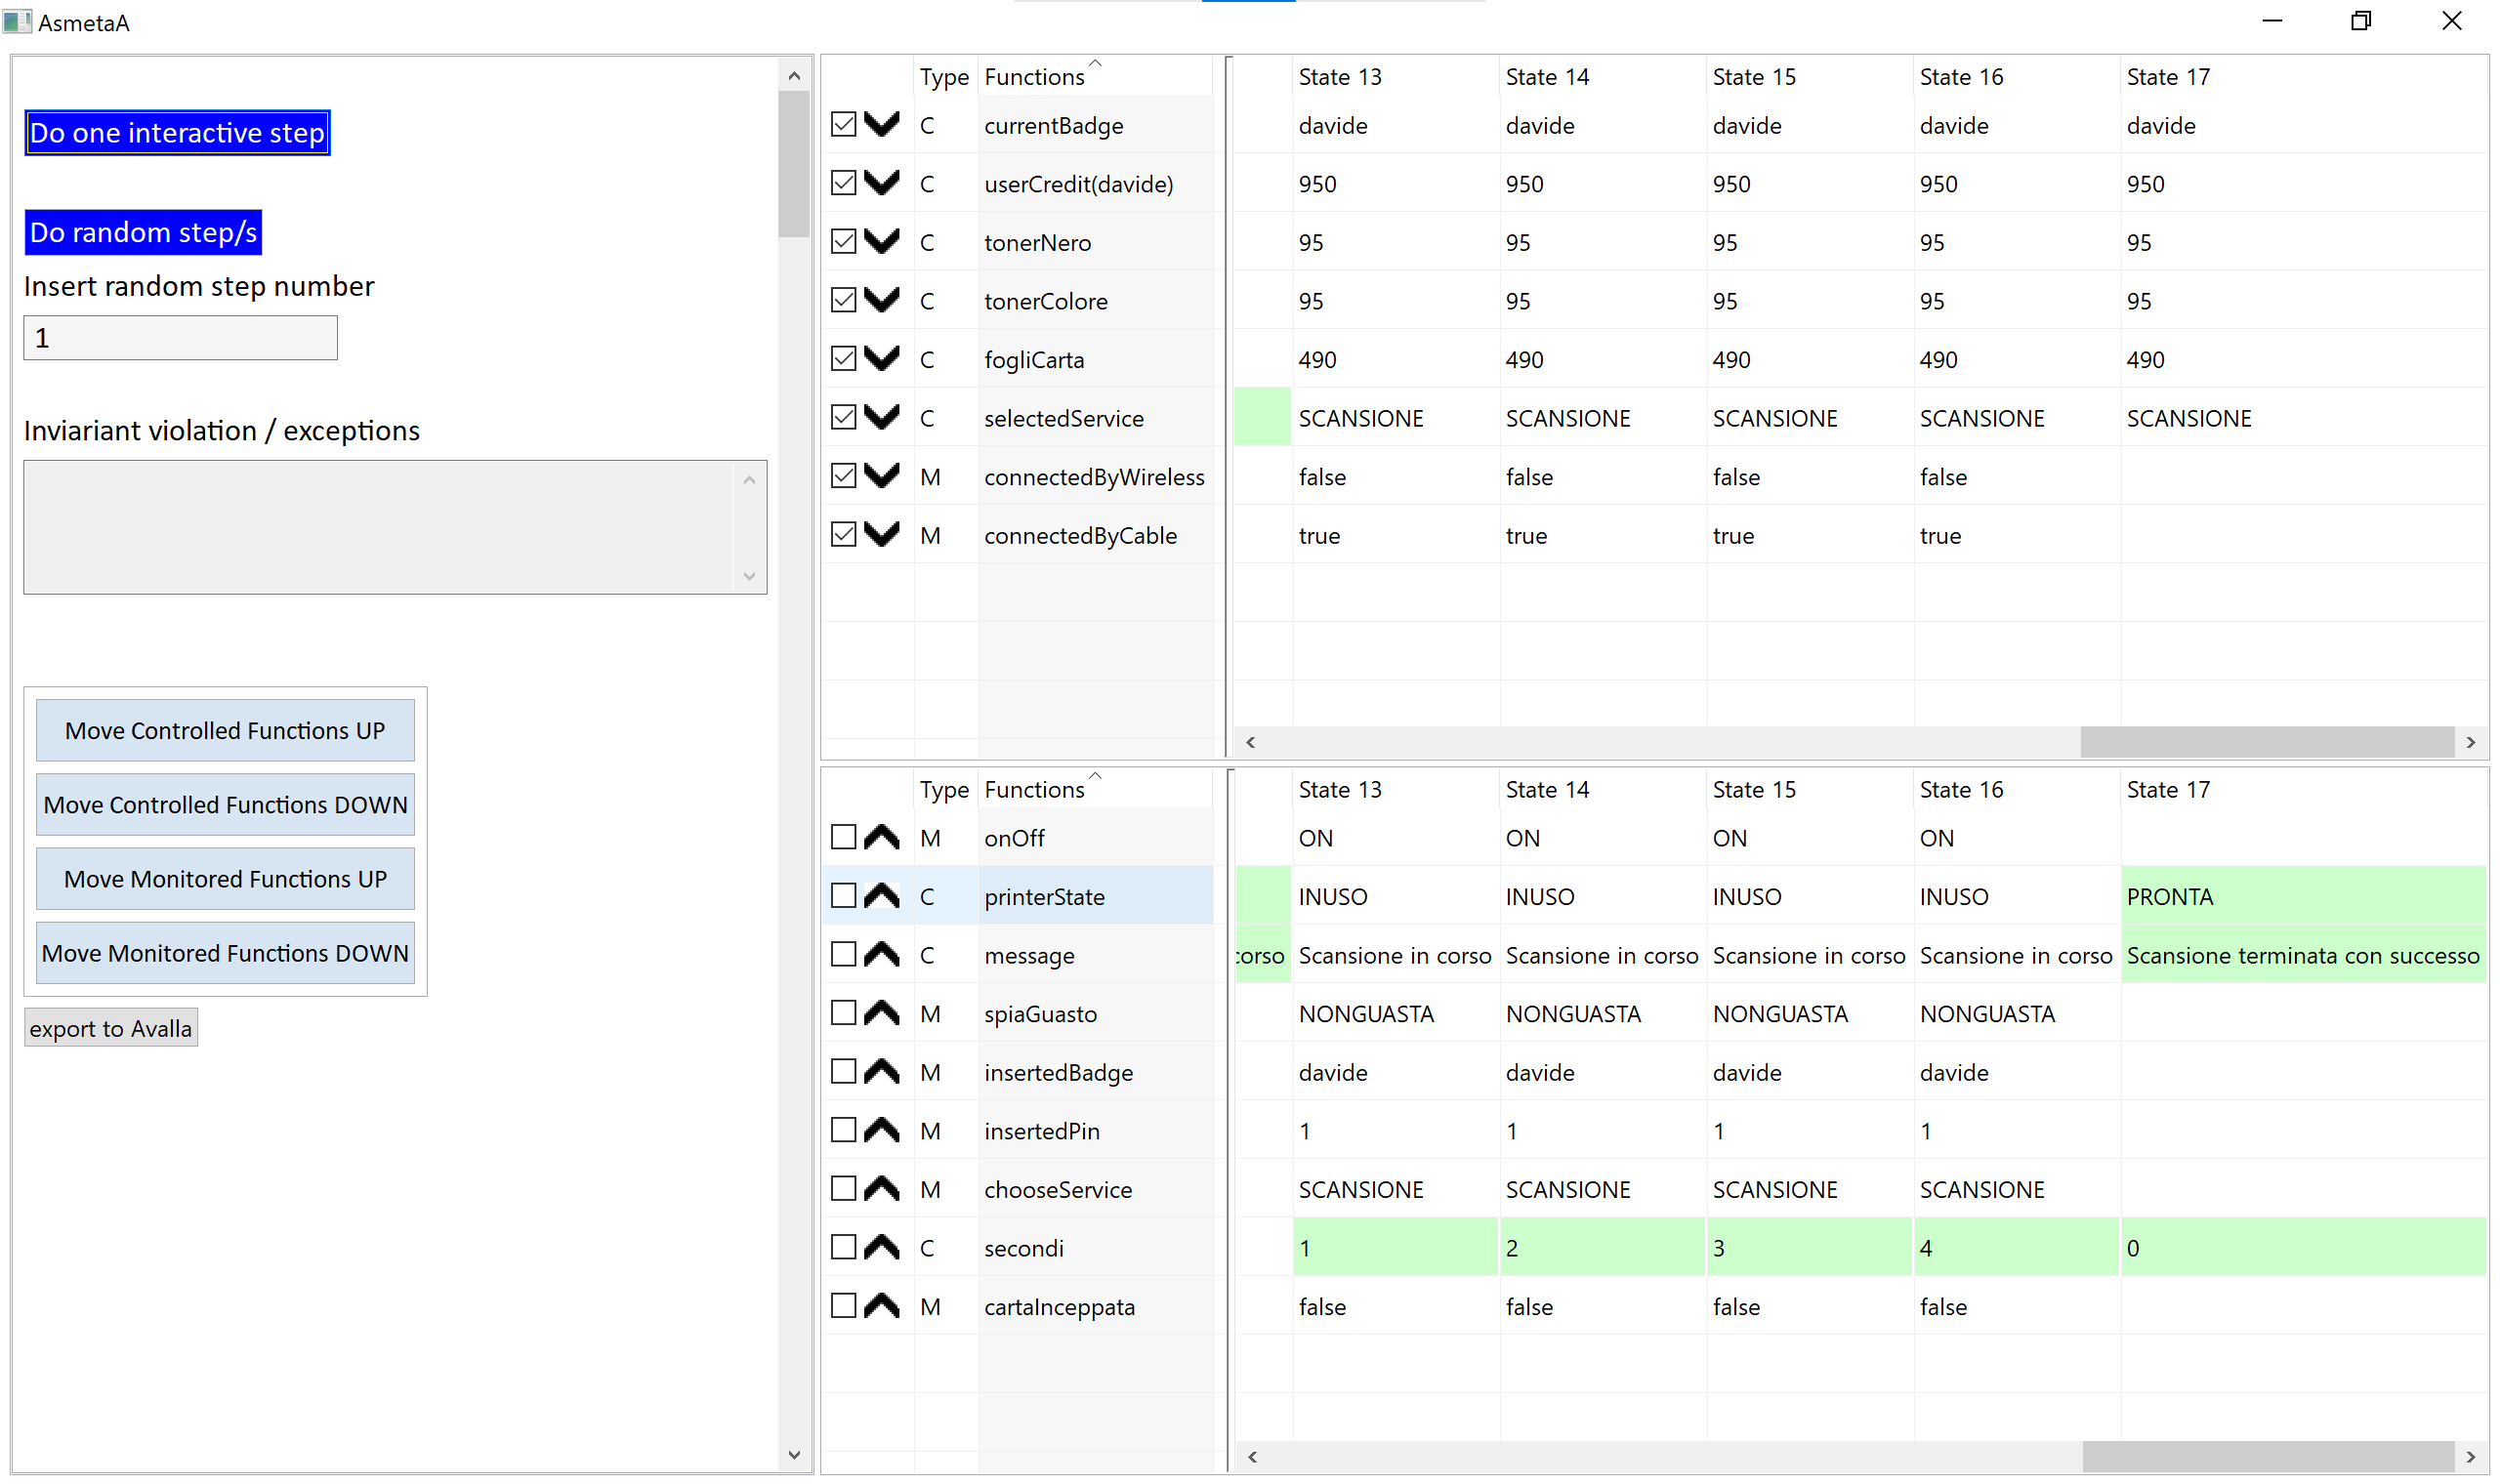 AsmetaA
Do one interactive step
Do random step/s
Insert random step number
1
Inviariant violation / exceptions
Move Controlled Functions UP
Move Controlled Functions DOWN
Move Monitored Functions UP
Move Monitored Functions DOWN
export to Avalla
Type Functions State 13 State 14 State 15 State 16 State 17
C currentBadge davide davide davide davide davide
C userCredit(davide) 950 950 950 950 950
C tonerNero 95 95 95 95 95
C tonerColore 95 95 95 95 95
C fogliCarta 490 490 490 490 490
C selectedService SCANSIONE SCANSIONE SCANSIONE SCANSIONE SCANSIONE
M connectedByWireless false false false false
M connectedByCable true true true true
Type Functions State 13 State 14 State 15 State 16 State 17
M onOff ON ON ON ON
C printerState INUSO INUSO INUSO INUSO PRONTA
C message corso Scansione in corso Scansione in corso Scansione in corso Scansione in corso Scansione terminata con successo
M spiaGuasto NONGUASTA NONGUASTA NONGUASTA NONGUASTA
M insertedBadge davide davide davide davide
M insertedPin 1 1 1 1
M chooseService SCANSIONE SCANSIONE SCANSIONE SCANSIONE
C secondi 1 2 3 4 0
M cartaInceppata false false false false